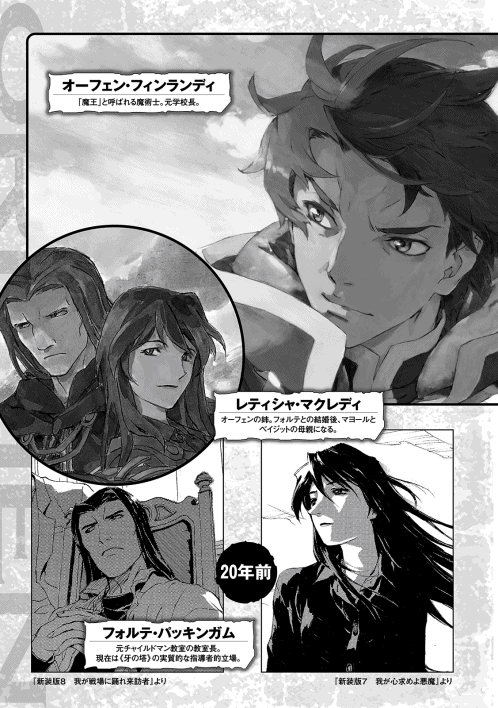 オーフェン・フィンランディ
「魔王」と呼ばれる魔術士。元学校長。
レティシャ・マクレディ
オーフェンの姉。フォルテとの結婚後、マヨールと
ベイジットの母親になる。
20年前
フォルテ・パッキンガム
元チャイルドマン教室の教室長。
現在は《牙の塔》の実質的な指導者的立場。
「新装版8　我が戦場に踊れ来訪者」より
「新装版7　我が心求めよ悪魔」より